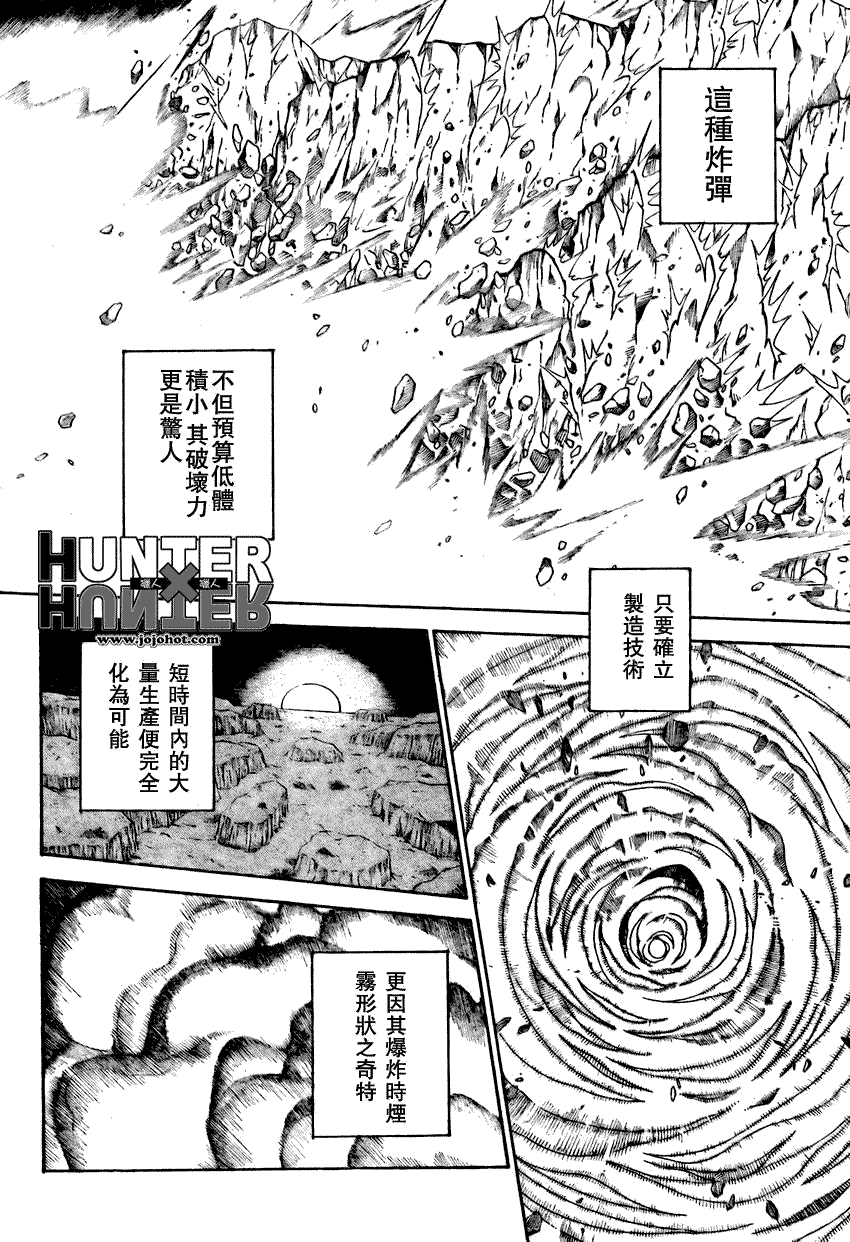 這種炸彈
不但預算低體
積小 其破壞力
更是驚人
HUNTER
×
獵人
獵人
HUNTER
www.jojohot.com
只要確立
製造技術
短時間內的大
量生產便完全
化為可能
更因其爆炸時煙
霧形狀之奇特